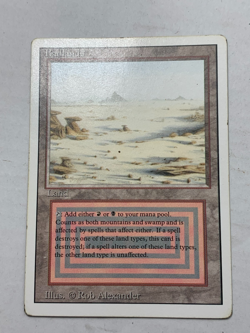 Badlands
Land
: Add either or to your mana pool.
Counts as both mountains and swamp and is
affected by spells that affect either. If a spell
destroys one of these land types, this card is
destroyed; if a spell alters one of these land types,
the other land type is unaffected.
Illus. © Rob Alexander